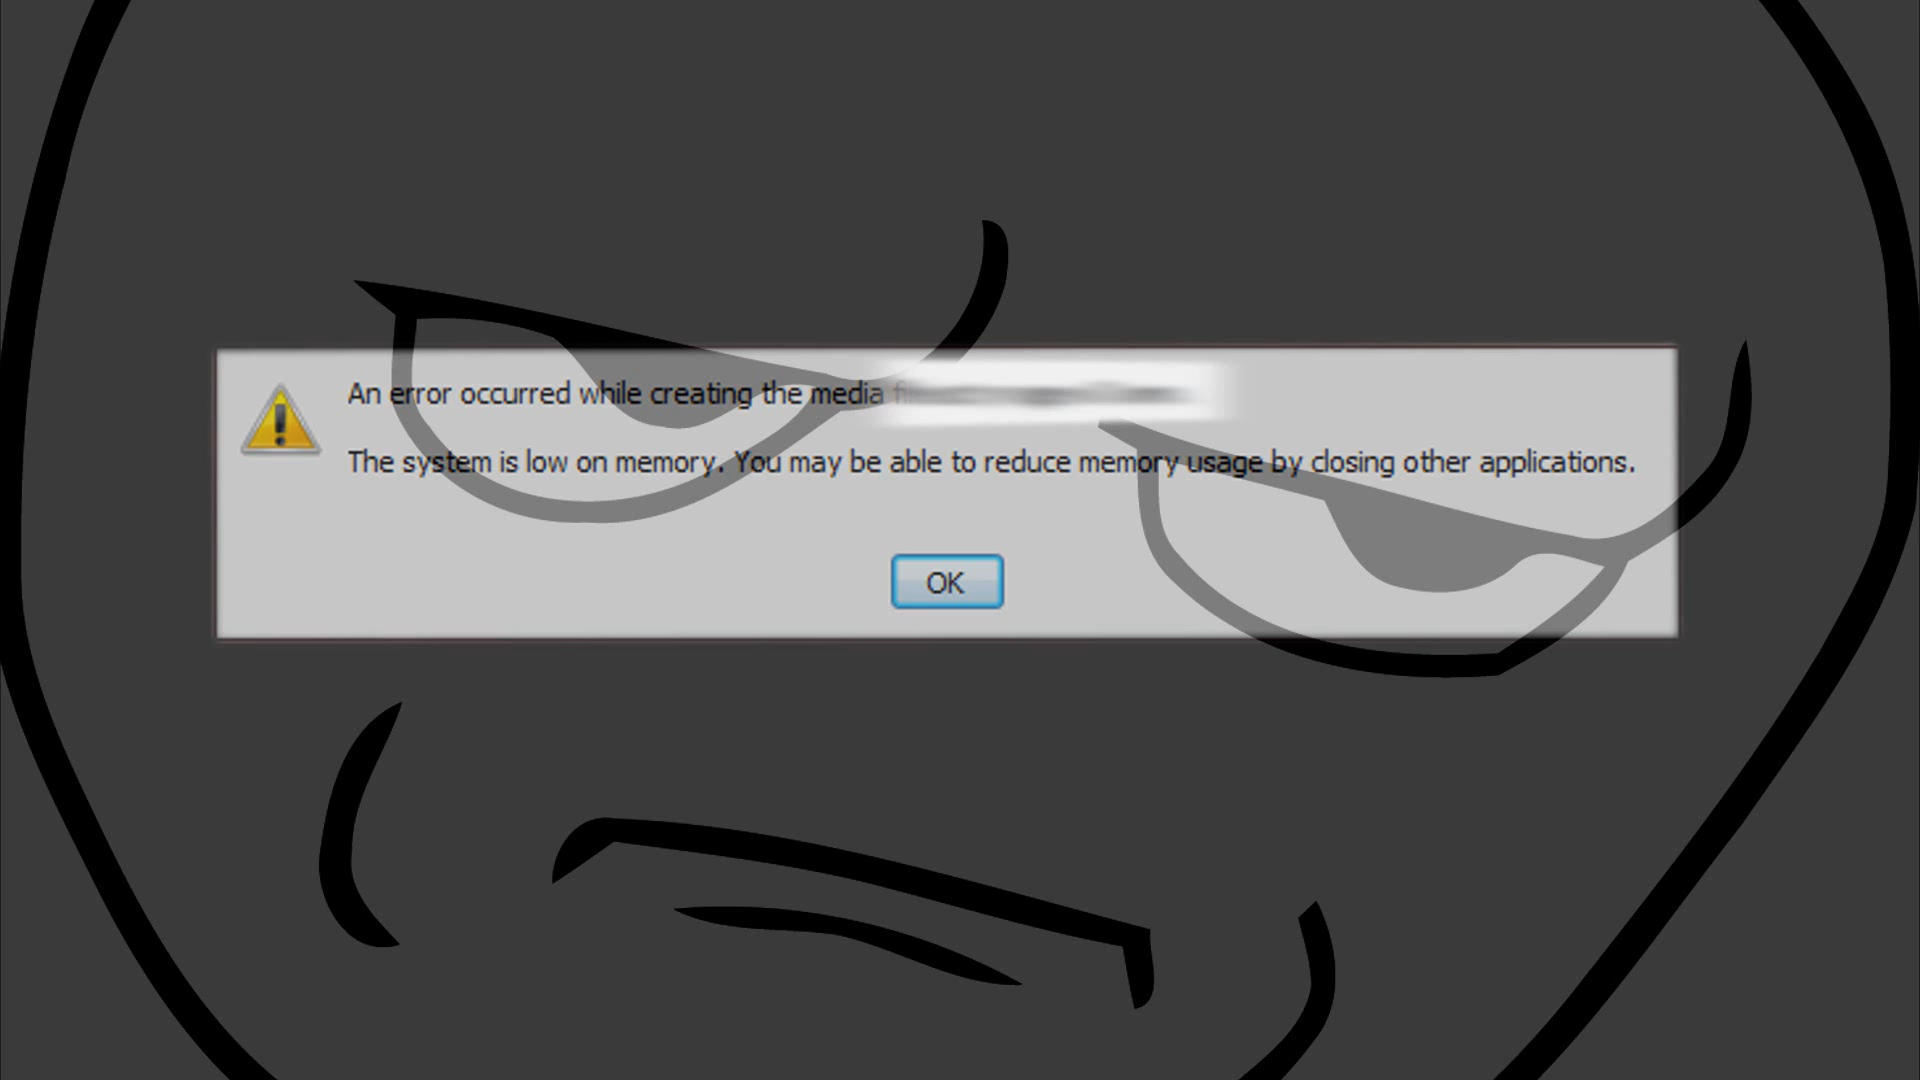 An error occurred while creating the media
The system is low on memory. You may be able to reduce memory usage by closing other applications.
OK